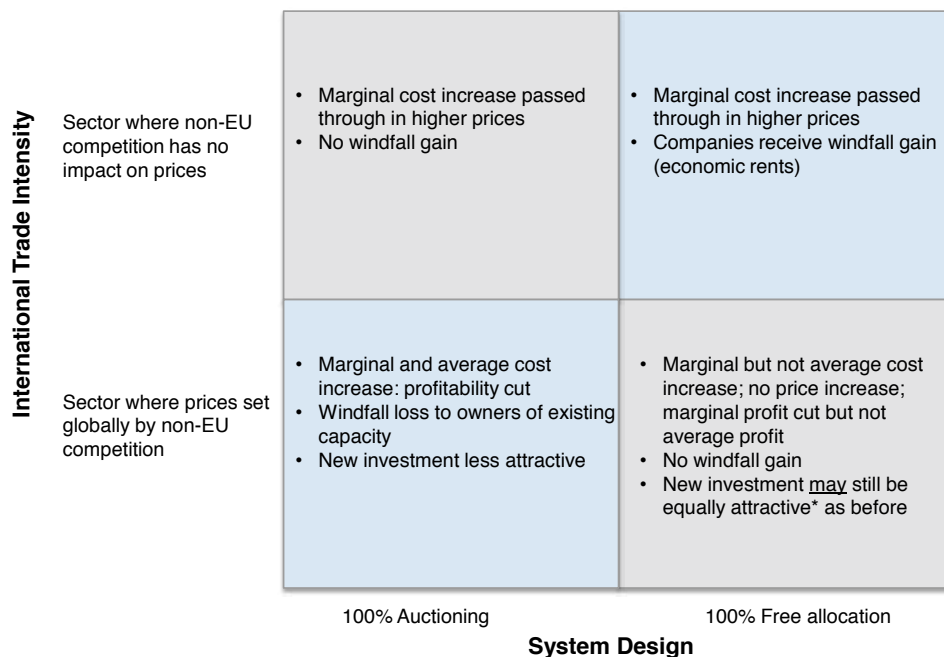 International Trade Intensity
Sector where non-EU
competition has no
impact on prices
• Marginal cost increase passed
through in higher prices
• No windfall gain
• Marginal cost increase passed
through in higher prices
• Companies receive windfall gain
(economic rents)
Sector where prices set
globally by non-EU
competition
• Marginal and average cost
increase: profitability cut
• Windfall loss to owners of existing
capacity
• New investment less attractive
• Marginal but not average cost
increase; no price increase;
marginal profit cut but not
average profit
• No windfall gain
• New investment may still be
equally attractive* as before
100% Auctioning
100% Free allocation
System Design